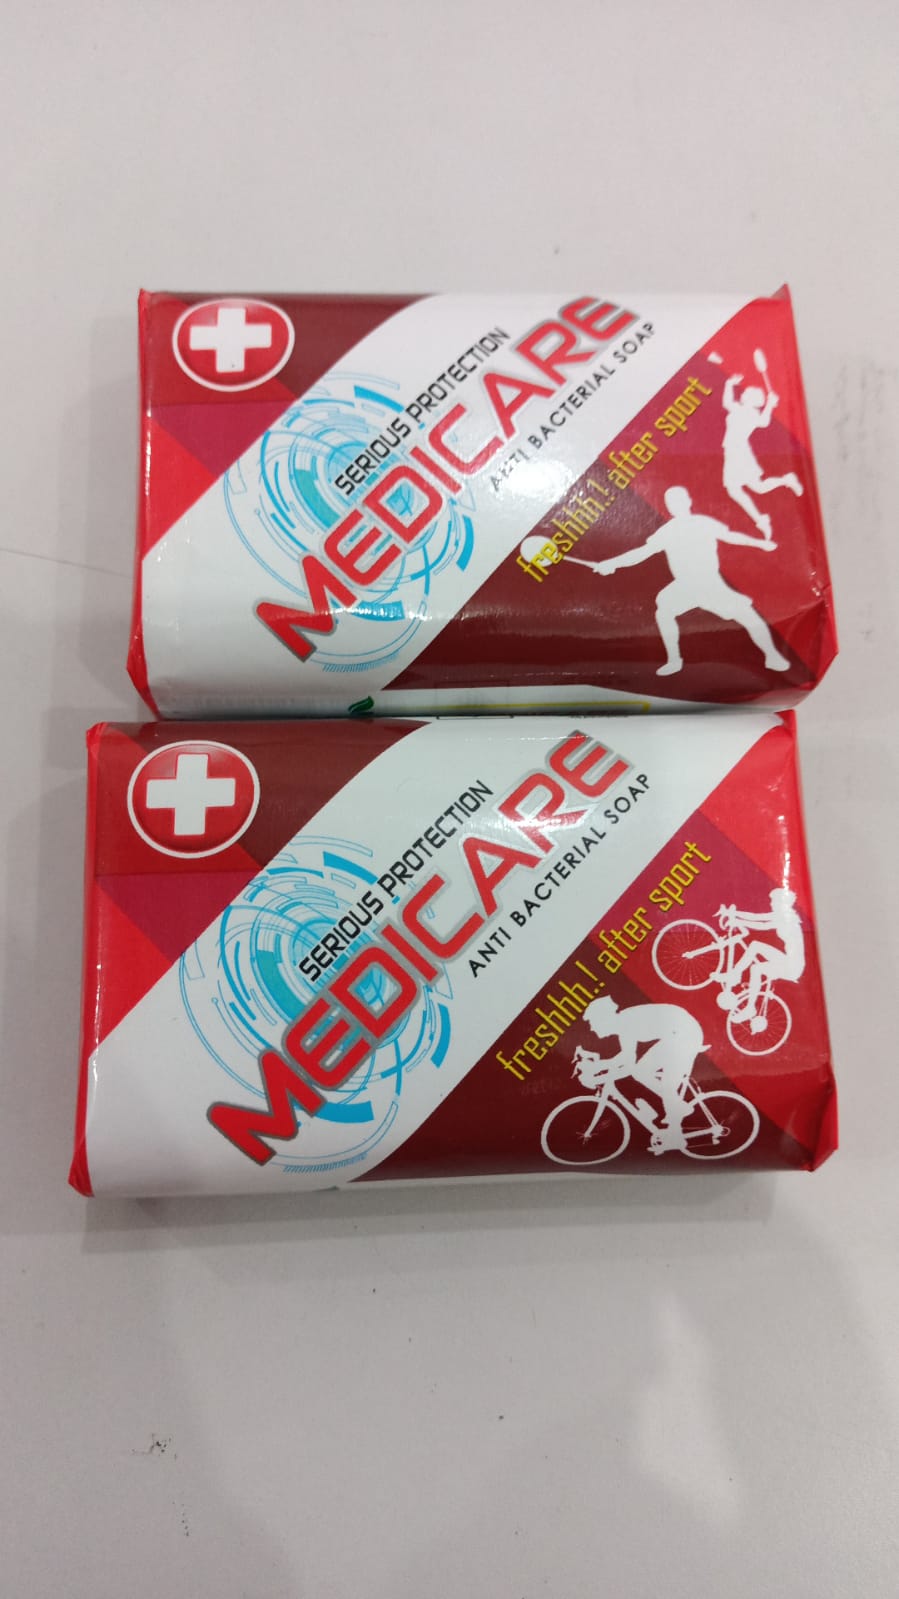 SERIOUS PROTECTION
MEDICARE
ANTI BACTERIAL SOAP
freshhh.! after sport
SERIOUS PROTECTION
MEDICARE
ANTI BACTERIAL SOAP
freshhh.! after sport